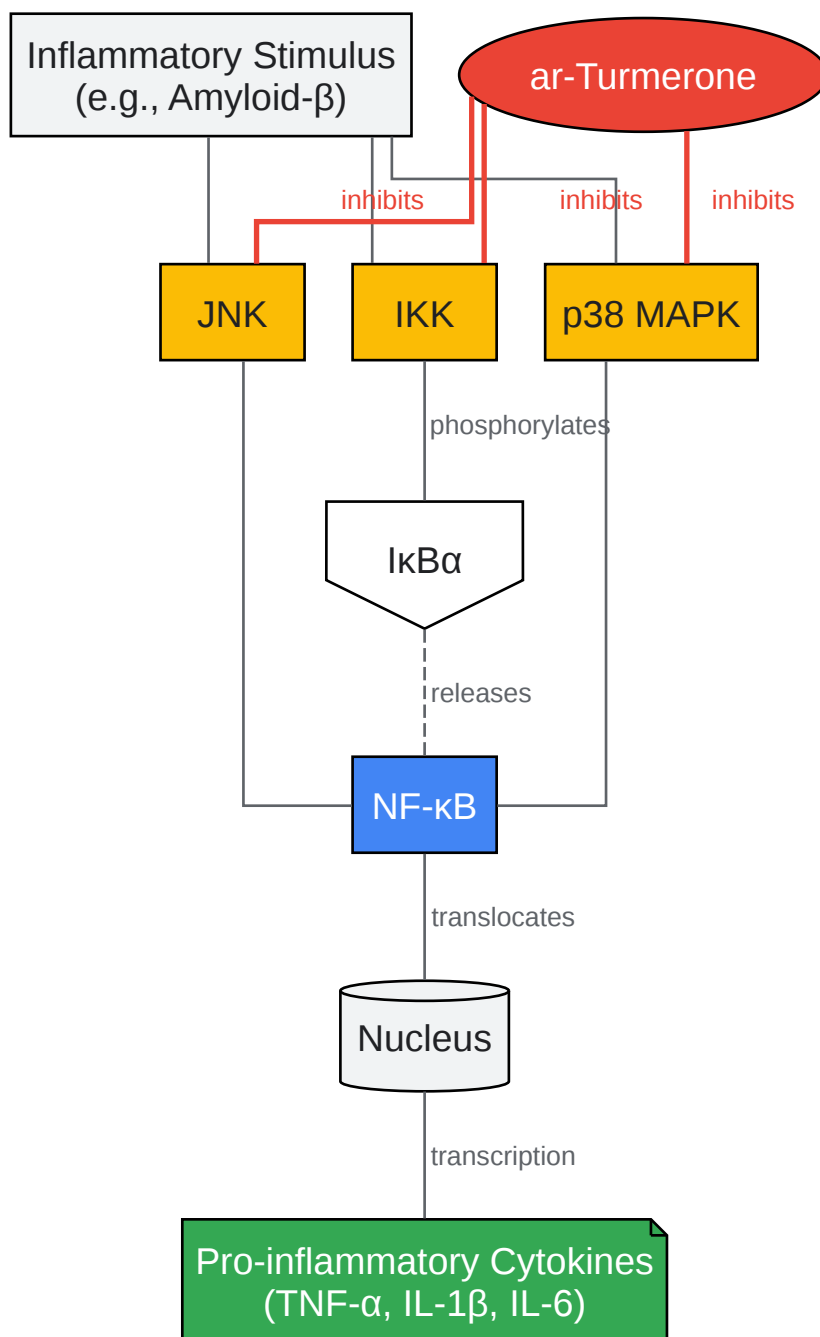 Inflammatory Stimulus
(e.g., Amyloid-β)
ar-Turmerone
inhibits
inhibits
inhibits
JNK
IKK
p38 MAPK
phosphorylates
IκBα
releases
NF-κB
translocates
Nucleus
transcription
Pro-inflammatory Cytokines
(TNF-α, IL-1β, IL-6)